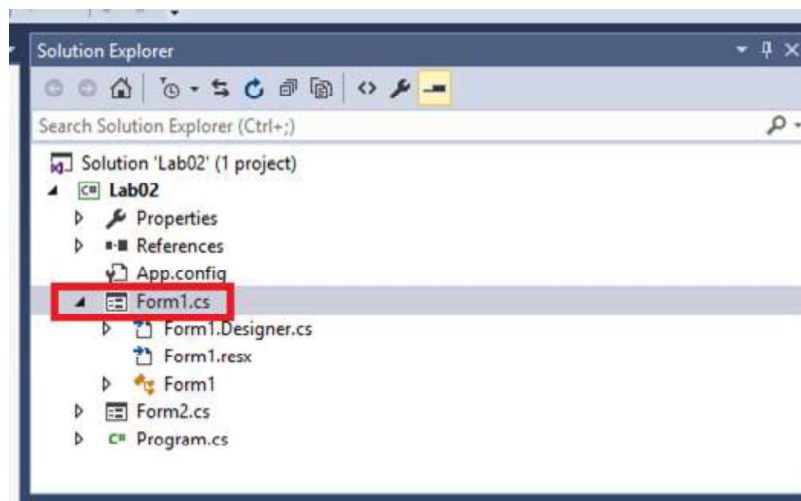 Solution Explorer
Search Solution Explorer (Ctrl+;)
Solution 'Lab02' (1 project)
C# Lab02
Properties
References
App.config
Form1.cs
Form1.Designer.cs
Form1.resx
Form1
Form2.cs
C# Program.cs